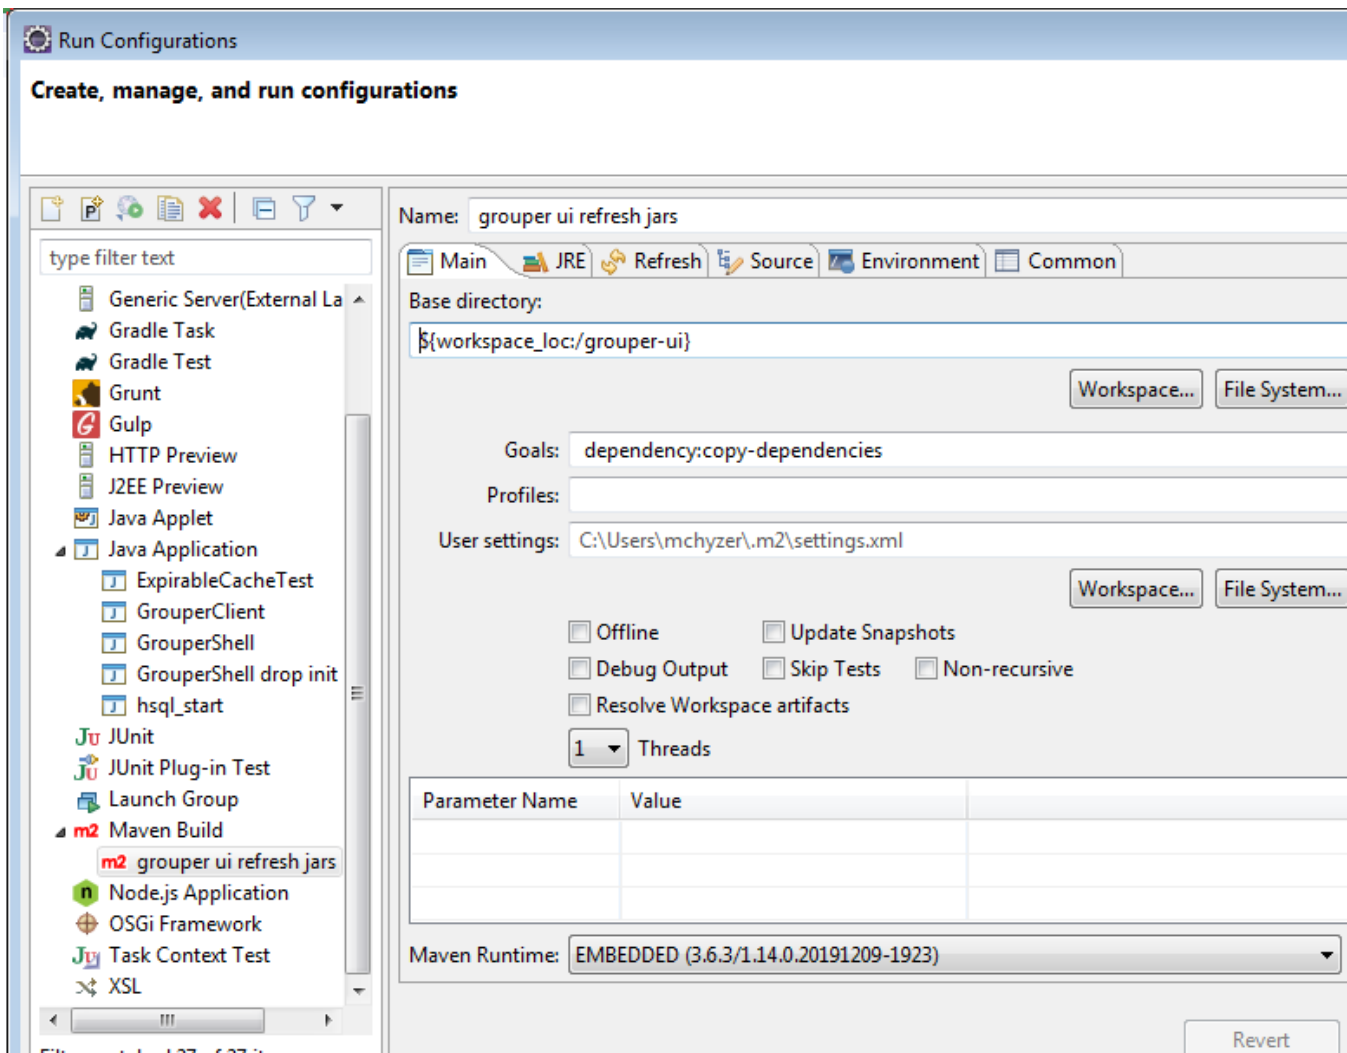 Run Configurations
Create, manage, and run configurations
type filter text
Generic Server(External La
Gradle Task
Gradle Test
Grunt
Gulp
HTTP Preview
J2EE Preview
Java Applet
Java Application
ExpirableCacheTest
GrouperClient
GrouperShell
GrouperShell drop init
hsql_start
JUnit
JUnit Plug-in Test
Launch Group
Maven Build
m2 grouper ui refresh jars
Node.js Application
OSGi Framework
Task Context Test
XSL
Name: grouper ui refresh jars
Main JRE Refresh Source Environment Common
Base directory:
${workspace_loc:/grouper-ui}
Workspace... File System...
Goals: dependency:copy-dependencies
Profiles:
User settings: C:\Users\mchyzer\.m2\settings.xml
Workspace... File System...
Offline Update Snapshots
Debug Output Skip Tests Non-recursive
Resolve Workspace artifacts
1 Threads
Parameter Name Value
Maven Runtime: EMBEDDED (3.6.3/1.14.0.20191209-1923)
Revert